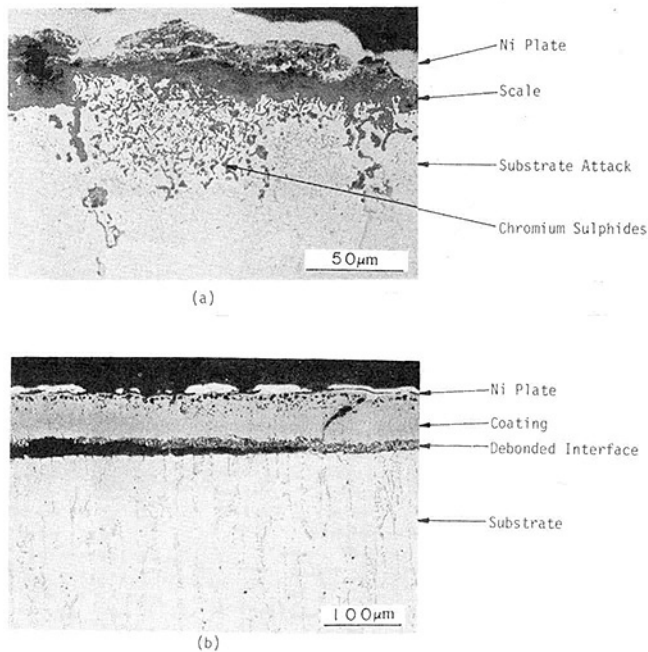 Ni Plate
Scale
Substrate Attack
Chromium Sulphides
50μm
(a)
Ni Plate
Coating
Debonded Interface
Substrate
100μm
(b)